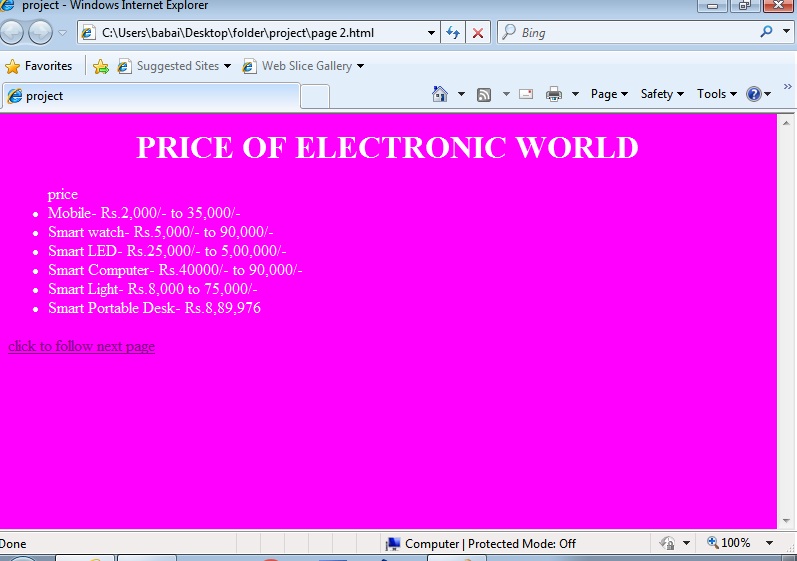 project - Windows Internet Explorer
C:\Users\babai\Desktop\folder\project\page 2.html
Bing
Favorites Suggested Sites Web Slice Gallery
project Page Safety Tools
PRICE OF ELECTRONIC WORLD
price
Mobile- Rs.2,000/- to 35,000/-
Smart watch- Rs.5,000/- to 90,000/-
Smart LED- Rs.25,000/- to 5,00,000/-
Smart Computer- Rs.40000/- to 90,000/-
Smart Light- Rs.8,000 to 75,000/-
Smart Portable Desk- Rs.8,89,976
click to follow next page
Done Computer | Protected Mode: Off 100%